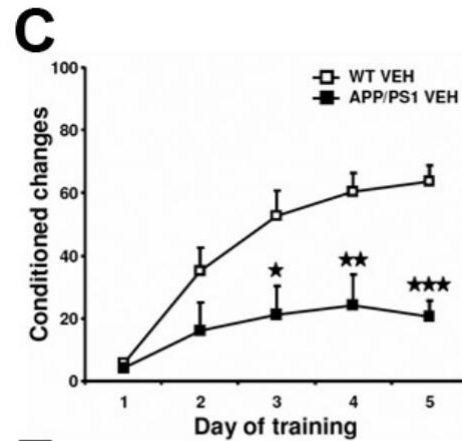 C
100
80
60
40
20
0
Conditioned changes
WT VEH
APP/PS1 VEH
★
★★
★★★
1 2 3 4 5
Day of training